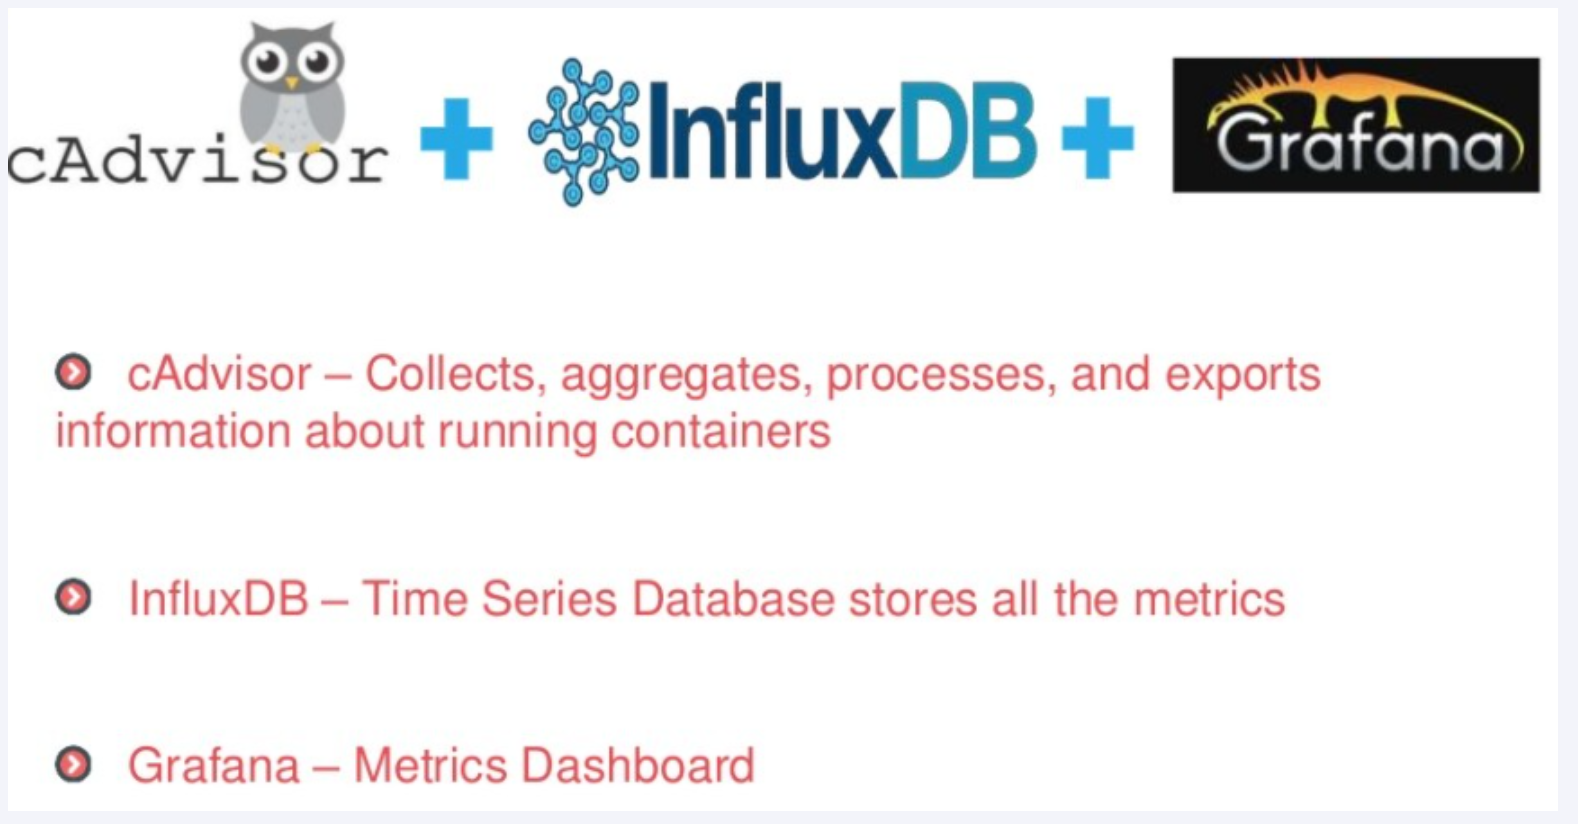 cAdvisor + InfluxDB + Grafana
cAdvisor – Collects, aggregates, processes, and exports
information about running containers
InfluxDB – Time Series Database stores all the metrics
Grafana – Metrics Dashboard